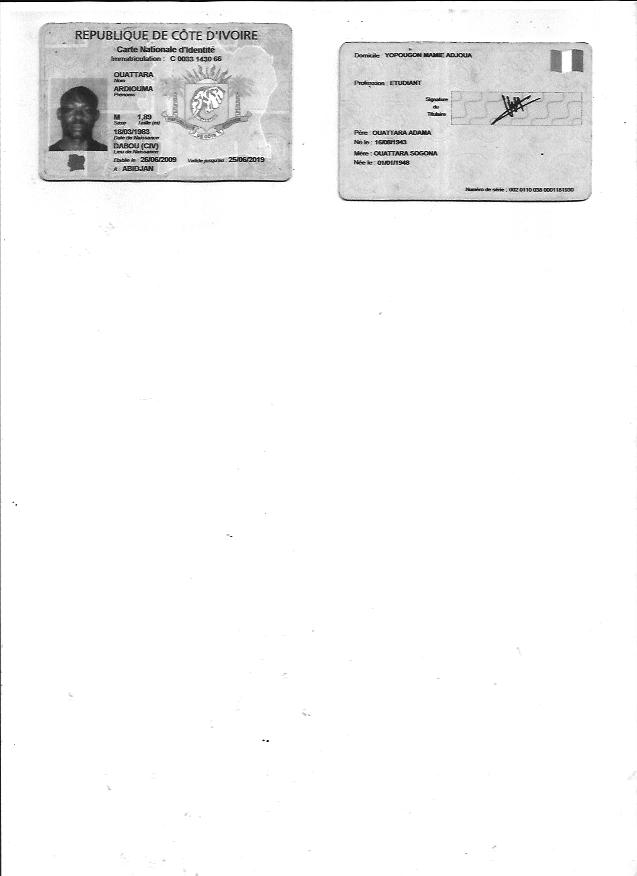 REPUBLIQUE DE CÔTE D'IVOIRE
Carte Nationale d'Identité
Immatriculation : C 0033 1430 66
OUATTARA
Nom
ARDIOUMA
Prénoms
M 1,89
Sexe Taille (m)
18/03/1983
Date de Naissance
DABOU (CIV)
Lieu de Naissance
Etablie le : 26/06/2009 Valide jusqu'au : 25/06/2019
A ABIDJAN
Domicile : YOPOUGON MAMIE ADJOUA
Profession : ETUDIANT
Signature
du
Titulaire
Père : OUATTARA ADAMA
Né le : 16/08/1943
Mère : OUATTARA SOGONA
Née le : 01/01/1948
Numéro de série : 002 0110 038 0001181930